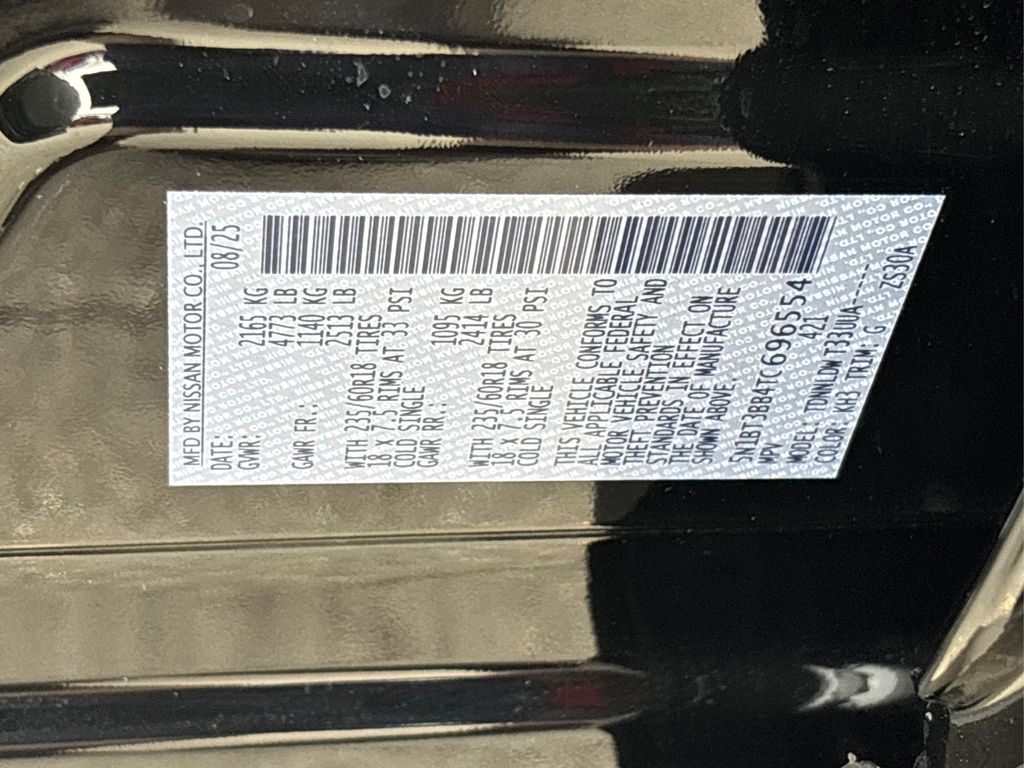 MFD BY NISSAN MOTOR CO., LTD.
DATE: 08/25
GVWR: 2165 KG
4773 LB
GAWR FR.: 1140 KG
2513 LB
WITH 235/60R18 TIRES
18 x 7.5 RIMS AT 33 PSI
COLD SINGLE
GAWR RR.: 1095 KG
2414 LB
WITH 235/60R18 TIRES
18 x 7.5 RIMS AT 30 PSI
COLD SINGLE
THIS VEHICLE CONFORMS TO
ALL APPLICABLE FEDERAL
MOTOR VEHICLE SAFETY AND
THEFT PREVENTION
STANDARDS IN EFFECT ON
THE DATE OF MANUFACTURE
SHOWN ABOVE.
5N1BT3BB4TC696554
MPV 421
MODEL: TDNNLDWT33UUA-----
COLOR: KH3 TRIM: G ZS30A